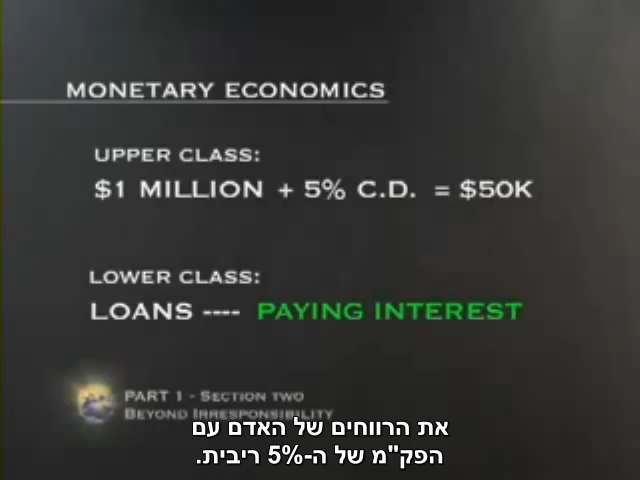 MONETARY ECONOMICS
UPPER CLASS:
$1 MILLION + 5% C.D. = $50K
LOWER CLASS:
LOANS ---- PAYING INTEREST
PART 1 - SECTION TWO
BEYOND IRRESPONSIBILITY
את הרווחים של האדם עם
הפק"מ של ה-5% ריבית.